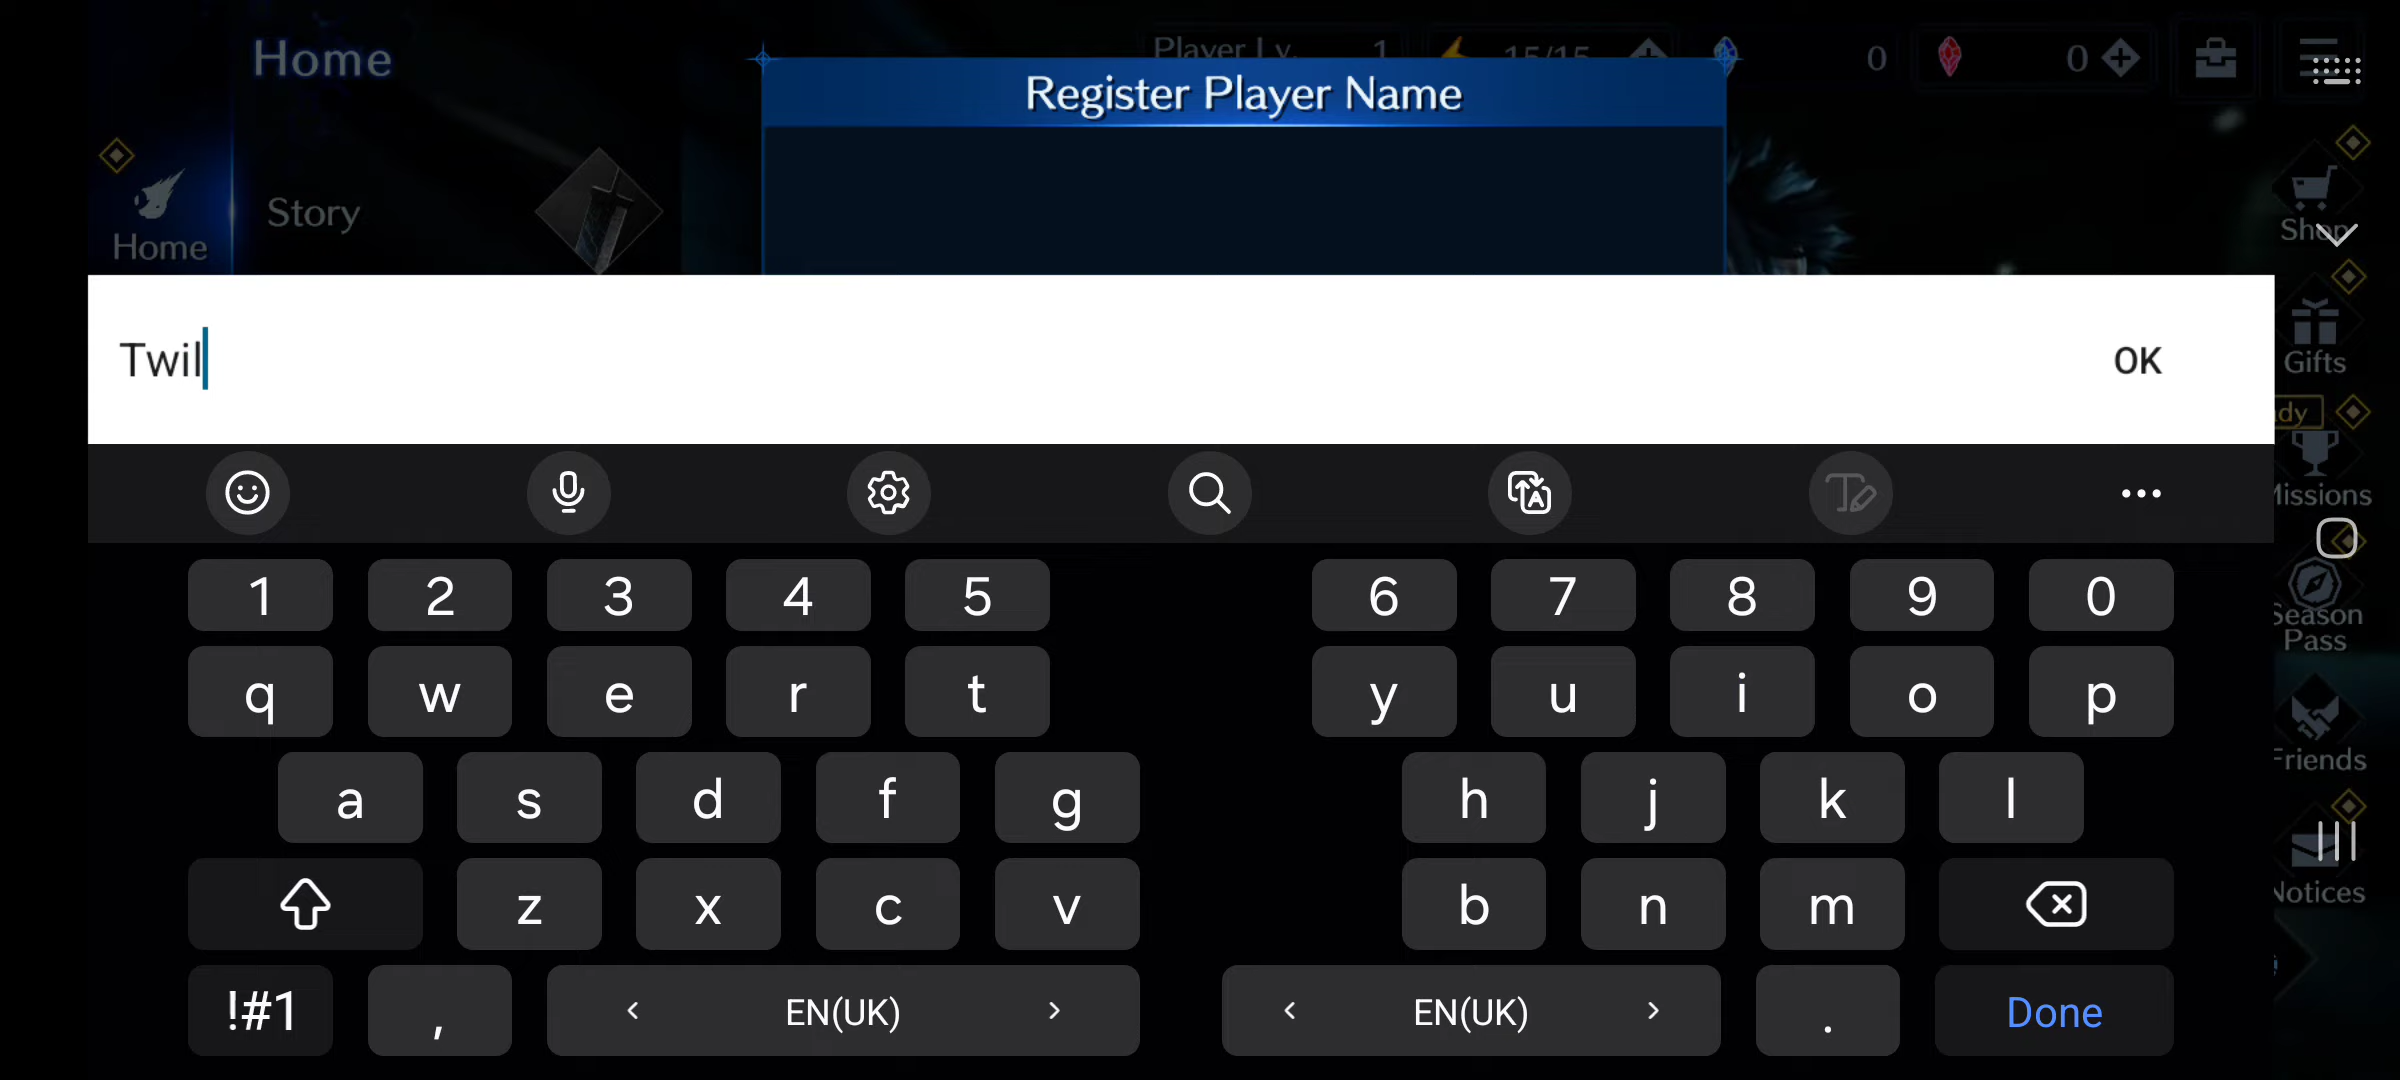 Home
Player Lv. 1
15/15
0
0
Register Player Name
Home
Story
Shop
Twil
OK
Gifts
dy
Missions
1 2 3 4 5 6 7 8 9 0
Season
Pass
q w e r t y u i o p
a s d f g h j k l
Friends
z x c v b n m
Notices
!#1 , < EN(UK) > < EN(UK) > . Done